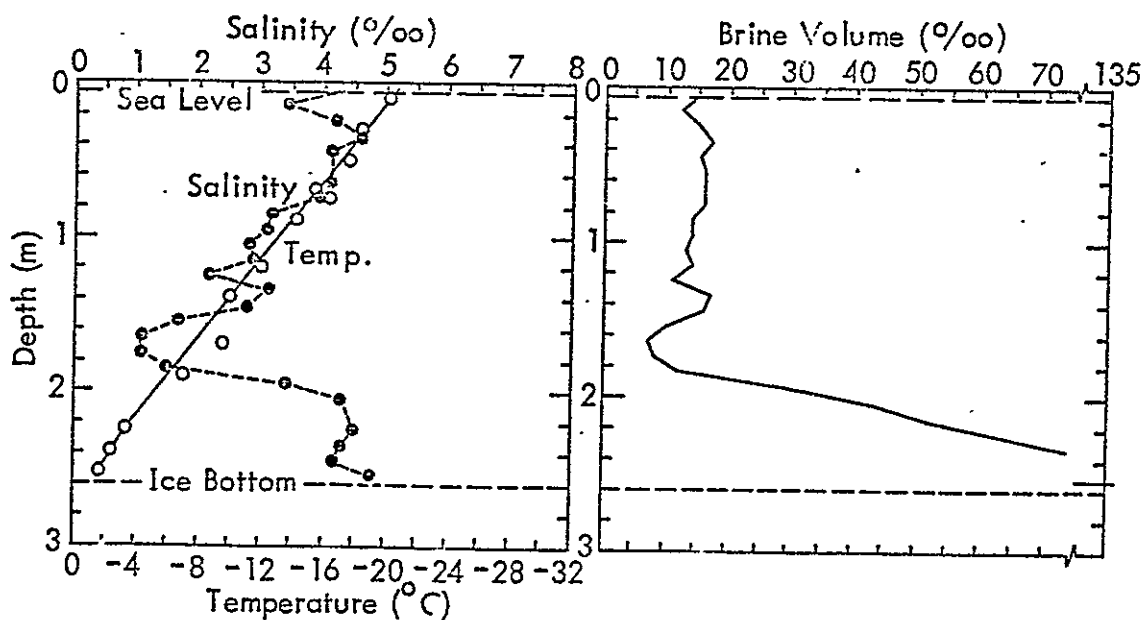 Salinity (‰)
0 1 2 3 4 5 6 7 8
Sea Level
Salinity
Temp.
Ice Bottom
Depth (m)
0
1
2
3
0 -4 -8 -12 -16 -20 -24 -28 -32
Temperature (°C)
Brine Volume (‰)
0 10 20 30 40 50 60 70 135
0
1
2
3